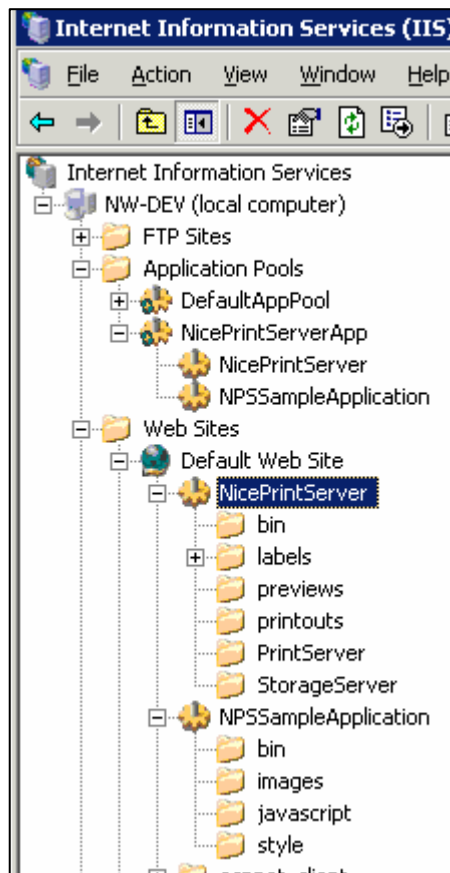 Internet Information Services (IIS)
File Action View Window Help
Internet Information Services
NW-DEV (local computer)
FTP Sites
Application Pools
DefaultAppPool
NicePrintServerApp
NicePrintServer
NPSSampleApplication
Web Sites
Default Web Site
NicePrintServer
bin
labels
previews
printouts
PrintServer
StorageServer
NPSSampleApplication
bin
images
javascript
style